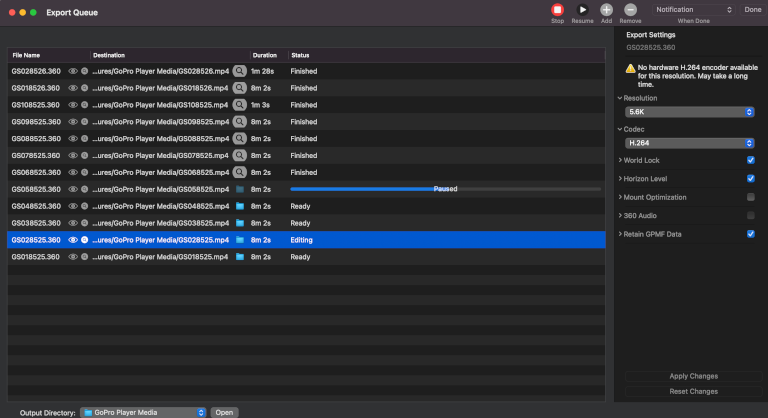 Export Queue
Stop Resume Add Remove
Notification
When Done
Done
File Name Destination Duration Status
GS028526.360 ...ures/GoPro Player Media/GS028526.mp4 1m 28s Finished
GS018526.360 ...ures/GoPro Player Media/GS018526.mp4 8m 2s Finished
GS108525.360 ...ures/GoPro Player Media/GS108525.mp4 1m 3s Finished
GS098525.360 ...ures/GoPro Player Media/GS098525.mp4 8m 2s Finished
GS088525.360 ...ures/GoPro Player Media/GS088525.mp4 8m 2s Finished
GS078525.360 ...ures/GoPro Player Media/GS078525.mp4 8m 2s Finished
GS068525.360 ...ures/GoPro Player Media/GS068525.mp4 8m 2s Finished
GS058525.360 ...ures/GoPro Player Media/GS058525.mp4 8m 2s Paused
GS048525.360 ...ures/GoPro Player Media/GS048525.mp4 8m 2s Ready
GS038525.360 ...ures/GoPro Player Media/GS038525.mp4 8m 2s Ready
GS028525.360 ...ures/GoPro Player Media/GS028525.mp4 8m 2s Editing
GS018525.360 ...ures/GoPro Player Media/GS018525.mp4 8m 2s Ready
Export Settings
GS028525.360
No hardware H.264 encoder available
for this resolution. May take a long
time.
Resolution
5.6K
Codec
H.264
World Lock
Horizon Level
Mount Optimization
360 Audio
Retain GPMF Data
Apply Changes
Reset Changes
Output Directory: GoPro Player Media Open